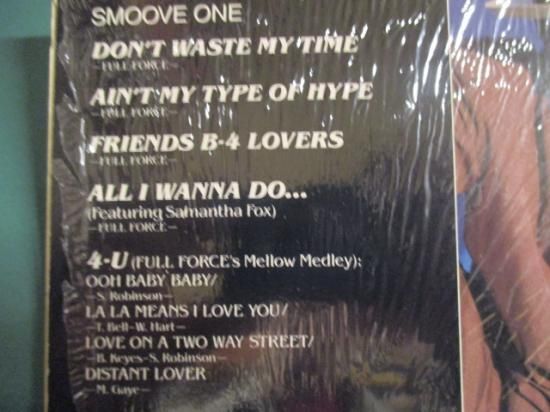 SMOOVE ONE
DON'T WASTE MY TIME
—FULL FORCE—
AIN'T MY TYPE OF HYPE
—FULL FORCE—
FRIENDS B-4 LOVERS
—FULL FORCE—
ALL I WANNA DO...
(Featuring Samantha Fox)
—FULL FORCE—
4-U (FULL FORCE's Mellow Medley):
OOH BABY BABY/
—S. Robinson—
LA LA MEANS I LOVE YOU/
—T. Bell-W. Hart—
LOVE ON A TWO WAY STREET/
—B. Keyes-S. Robinson—
DISTANT LOVER
—M. Gaye—